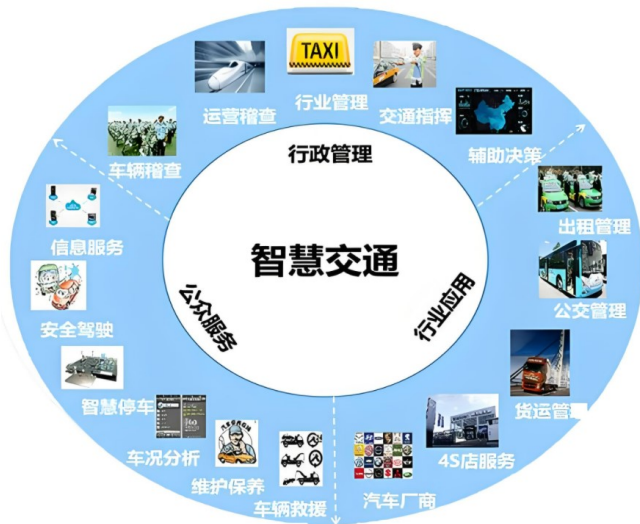 TAXI
运营稽查
行业管理
交通指挥
车辆稽查
辅助决策
行政管理
信息服务
出租管理
智慧交通
安全驾驶
公众服务
行业应用
公交管理
智慧停车
货运管理
车况分析
4S店服务
维护保养
车辆救援
汽车厂商